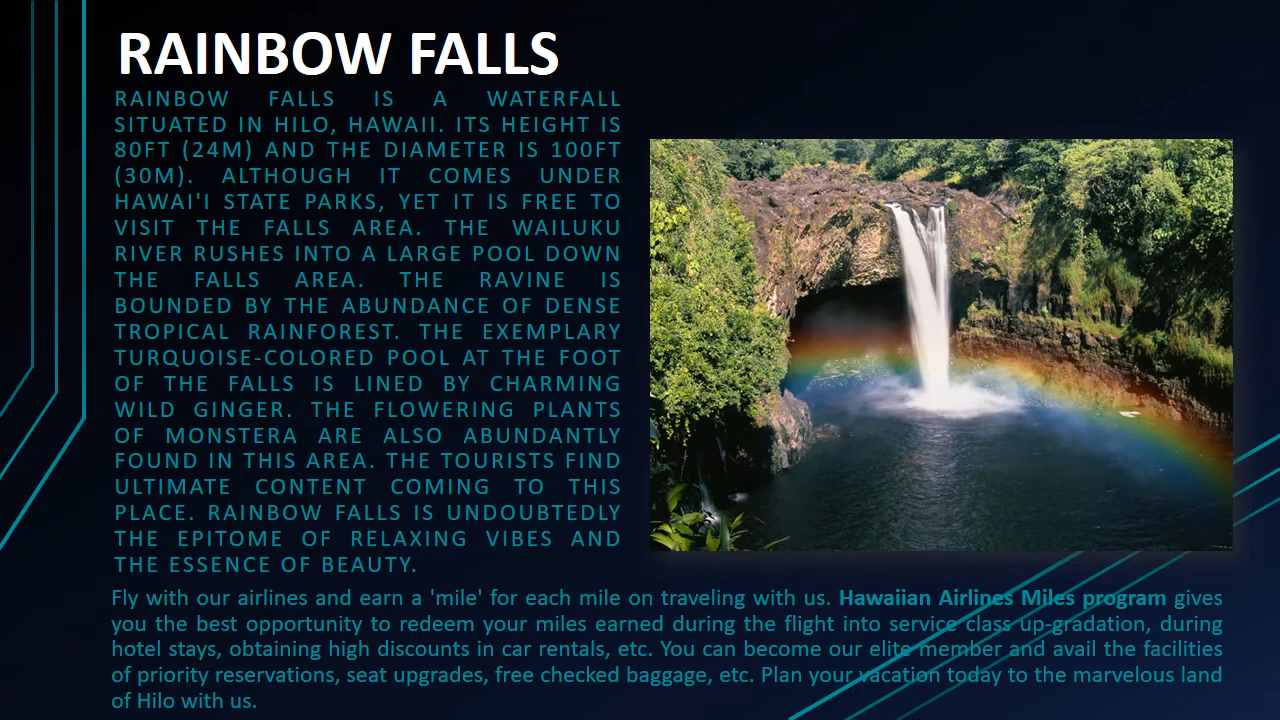 RAINBOW FALLS
RAINBOW FALLS IS A WATERFALL
SITUATED IN HILO, HAWAII. ITS HEIGHT IS
80FT (24M) AND THE DIAMETER IS 100FT
(30M). ALTHOUGH IT COMES UNDER
HAWAI'I STATE PARKS, YET IT IS FREE TO
VISIT THE FALLS AREA. THE WAILUKU
RIVER RUSHES INTO A LARGE POOL DOWN
THE FALLS AREA. THE RAVINE IS
BOUNDED BY THE ABUNDANCE OF DENSE
TROPICAL RAINFOREST. THE EXEMPLARY
TURQUOISE-COLORED POOL AT THE FOOT
OF THE FALLS IS LINED BY CHARMING
WILD GINGER. THE FLOWERING PLANTS
OF MONSTERA ARE ALSO ABUNDANTLY
FOUND IN THIS AREA. THE TOURISTS FIND
ULTIMATE CONTENT COMING TO THIS
PLACE. RAINBOW FALLS IS UNDOUBTEDLY
THE EPITOME OF RELAXING VIBES AND
THE ESSENCE OF BEAUTY.
Fly with our airlines and earn a 'mile' for each mile on traveling with us. Hawaiian Airlines Miles program gives
you the best opportunity to redeem your miles earned during the flight into service class up-gradation, during
hotel stays, obtaining high discounts in car rentals, etc. You can become our elite member and avail the facilities
of priority reservations, seat upgrades, free checked baggage, etc. Plan your vacation today to the marvelous land
of Hilo with us.